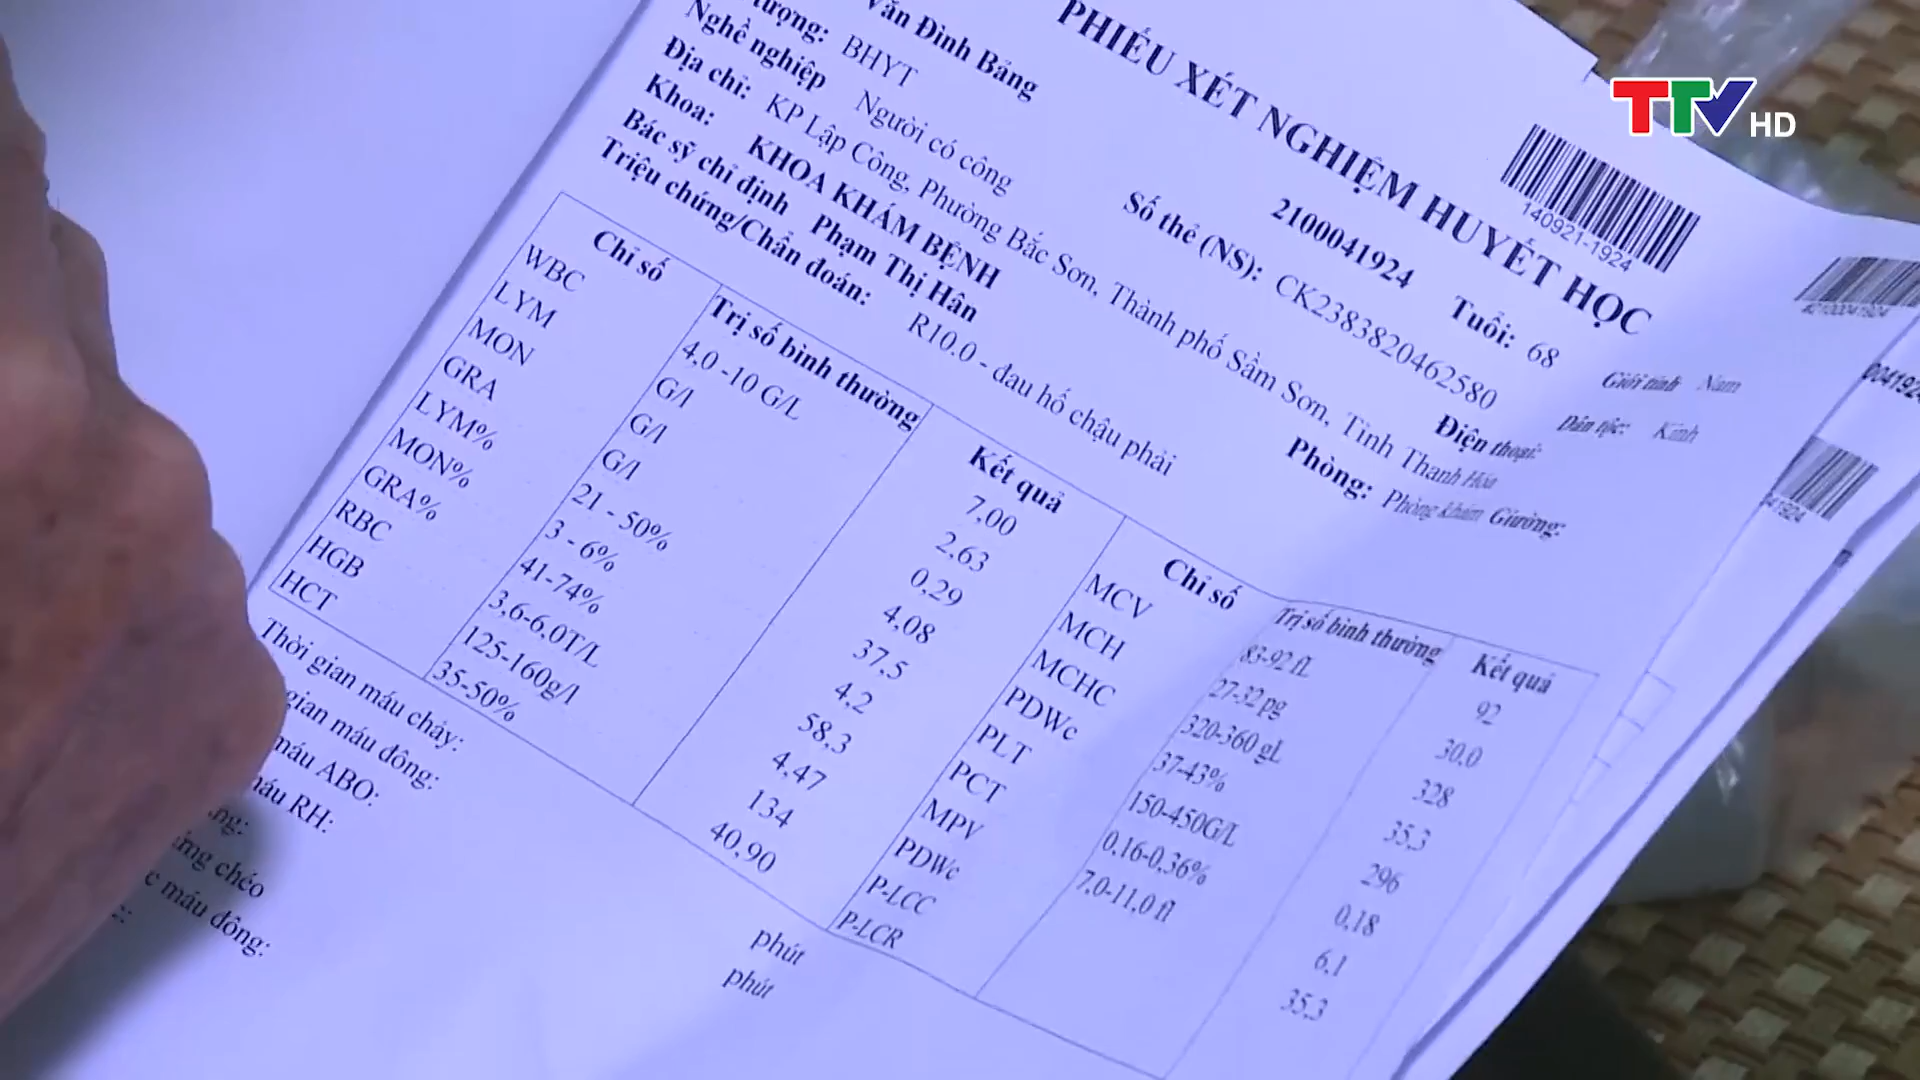 TTV HD
PHIẾU XÉT NGHIỆM HUYẾT HỌC
140921-1924
Văn Đình Bảng
2100041924 Tuổi: 68 Giới tính Nam
tượng: BHYT Số thẻ (NS): CK2383820462580 Dân tộc: Kinh
Nghề nghiệp Người có công Điện thoại:
Địa chỉ: KP Lập Công, Phường Bắc Sơn, Thành phố Sầm Sơn, Tỉnh Thanh Hóa
Khoa: KHOA KHÁM BỆNH Phòng: Phòng khám Giường:
Bác sỹ chỉ định Phạm Thị Hân
Triệu chứng/Chẩn đoán: R10.0 - đau hố chậu phải
Chỉ số Trị số bình thường Kết quả Chỉ số Trị số bình thường Kết quả
WBC 4,0 -10 G/L 7,00 MCV 83-92 fL 92
LYM G/l 2,63 MCH 27-32 pg 30.0
MON G/l 0,29 MCHC 320-360 gL 328
GRA G/l 4,08 PDWc 37-43% 35,3
LYM% 21 - 50% 37,5 PLT 150-450G/L 296
MON% 3 - 6% 4,2 PCT 0,16-0,36% 0,18
GRA% 41-74% 58,3 MPV 7,0-11,0 fl 6,1
RBC 3,6-6,0T/L 4,47 PDWc 35,3
HGB 125-160g/l 134 P-LCC
HCT 35-50% 40,90 P-LCR
Thời gian máu chảy: phút
gian máu đông: phút
máu ABO:
máu RH:
ứng chéo
máu đông: